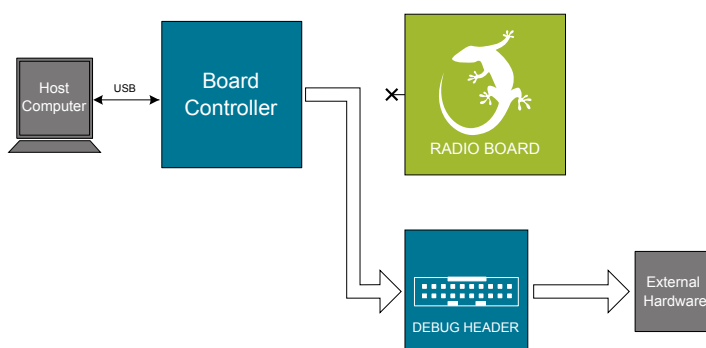 Host
Computer
USB
Board
Controller
RADIO BOARD
DEBUG HEADER
External
Hardware